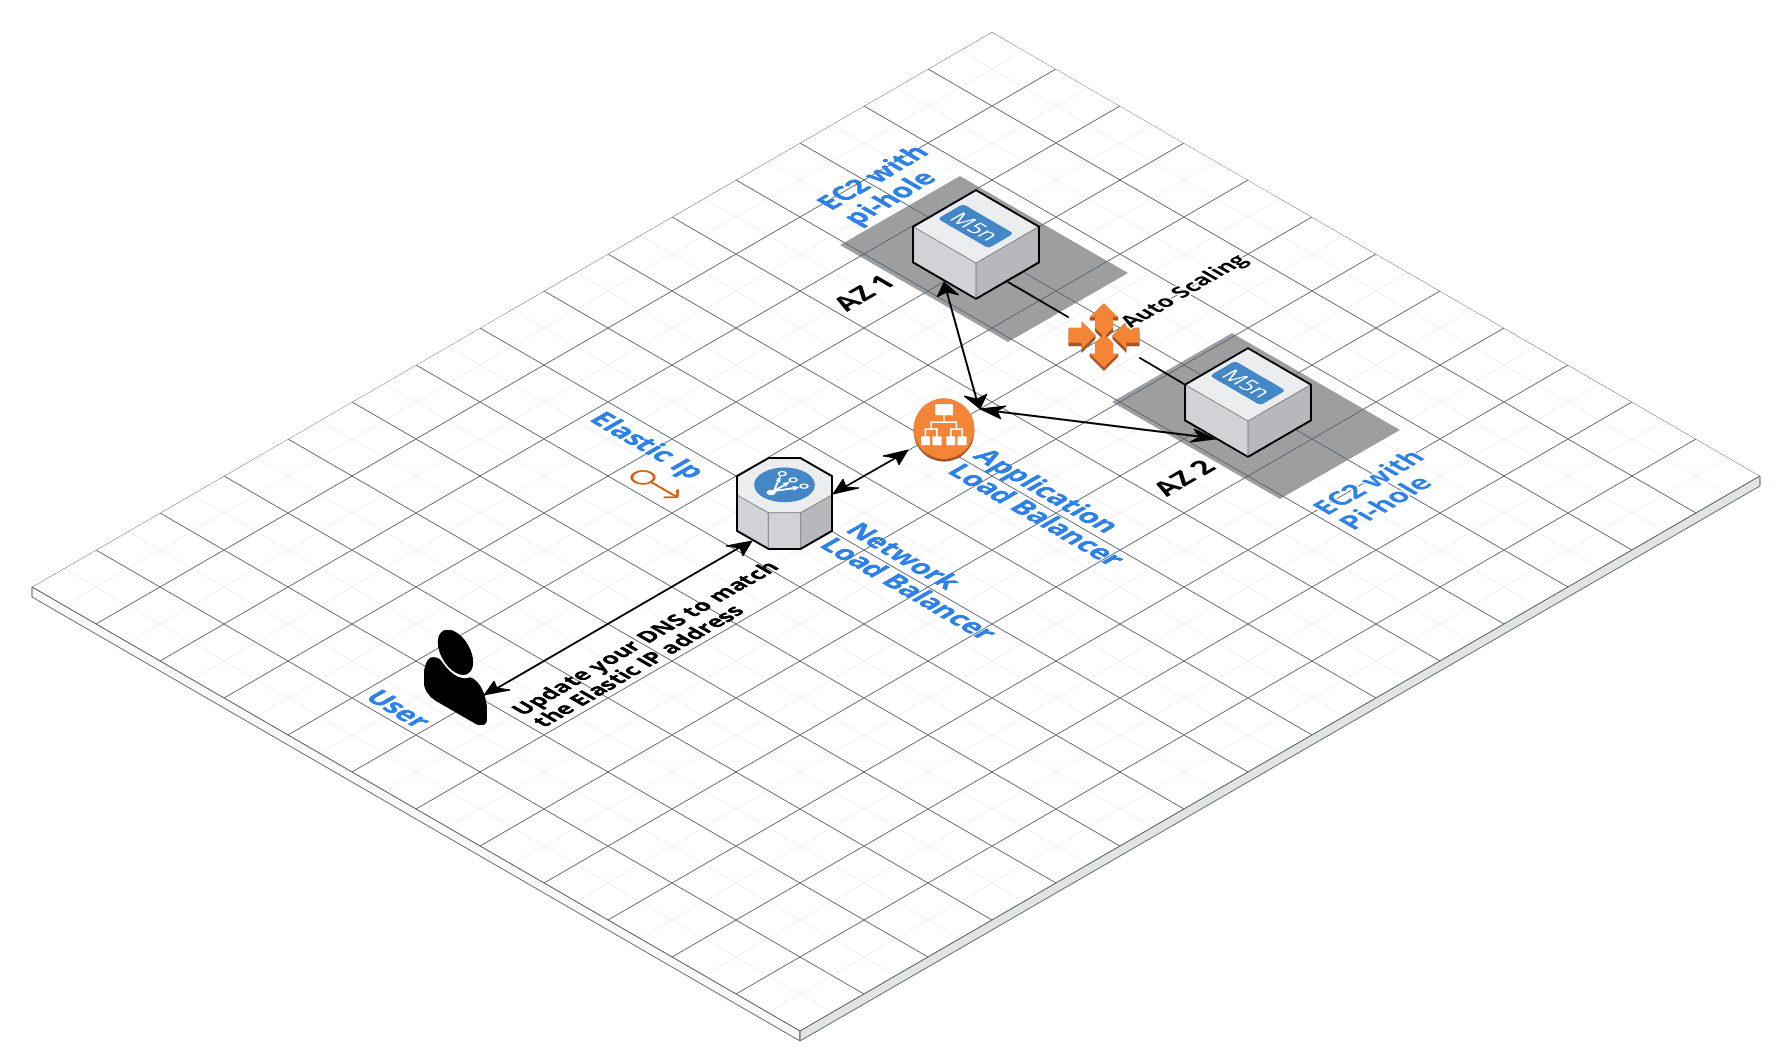 EC2 with
pi-hole
M5n
AZ 1
Auto Scaling
M5n
AZ 2
EC2 with
Pi-hole
Elastic Ip
Application
Load Balancer
Network
Load Balancer
Update your DNS to match
the Elastic IP address
User